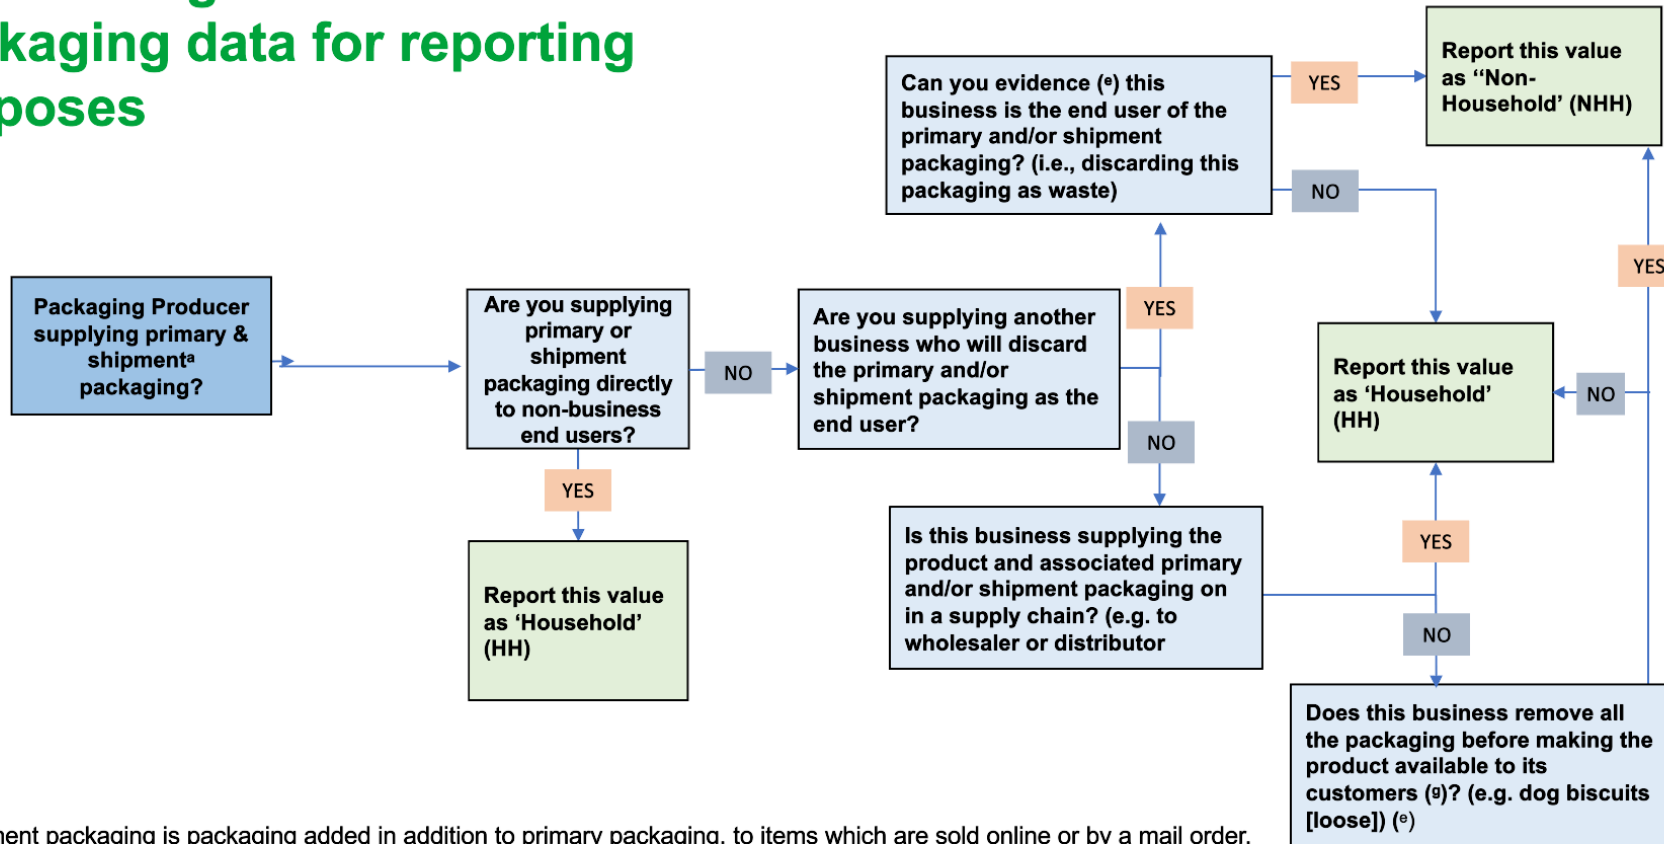 kaging data for reporting
poses
Packaging Producer
supplying primary &
shipmentᵃ
packaging?
Are you supplying
primary or
shipment
packaging directly
to non-business
end users?
YES
Report this value
as ‘Household’
(HH)
NO
Are you supplying another
business who will discard
the primary and/or
shipment packaging as the
end user?
YES
Can you evidence (ᵉ) this
business is the end user of the
primary and/or shipment
packaging? (i.e., discarding this
packaging as waste)
YES
Report this value
as “Non-
Household’ (NHH)
NO
Report this value
as ‘Household’
(HH)
NO
Is this business supplying the
product and associated primary
and/or shipment packaging on
in a supply chain? (e.g. to
wholesaler or distributor
YES
NO
Does this business remove all
the packaging before making the
product available to its
customers (ᵍ)? (e.g. dog biscuits
[loose]) (ᵉ)
YES
NO
nent packaging is packaging added in addition to primary packaging, to items which are sold online or by a mail order.